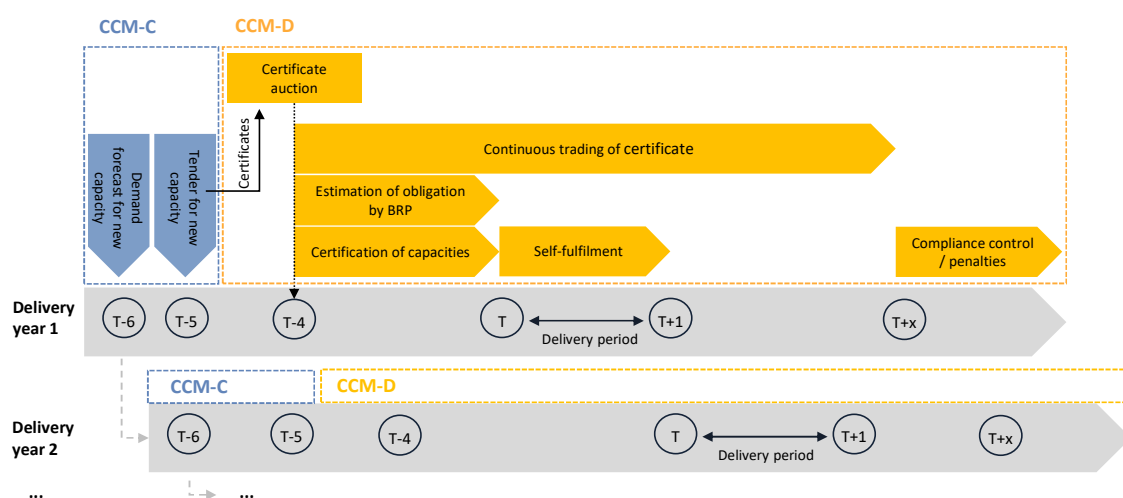 CCM-C
CCM-D
Certificate
auction
Demand
forecast for new
capacity
Tender for new
capacity
Certificates
Continuous trading of certificate
Estimation of obligation
by BRP
Certification of capacities
Self-fulfilment
Compliance control
/ penalties
Delivery
year 1
T-6
T-5
T-4
T
Delivery period
T+1
T+x
CCM-C
CCM-D
Delivery
year 2
T-6
T-5
T-4
T
Delivery period
T+1
T+x
...
...